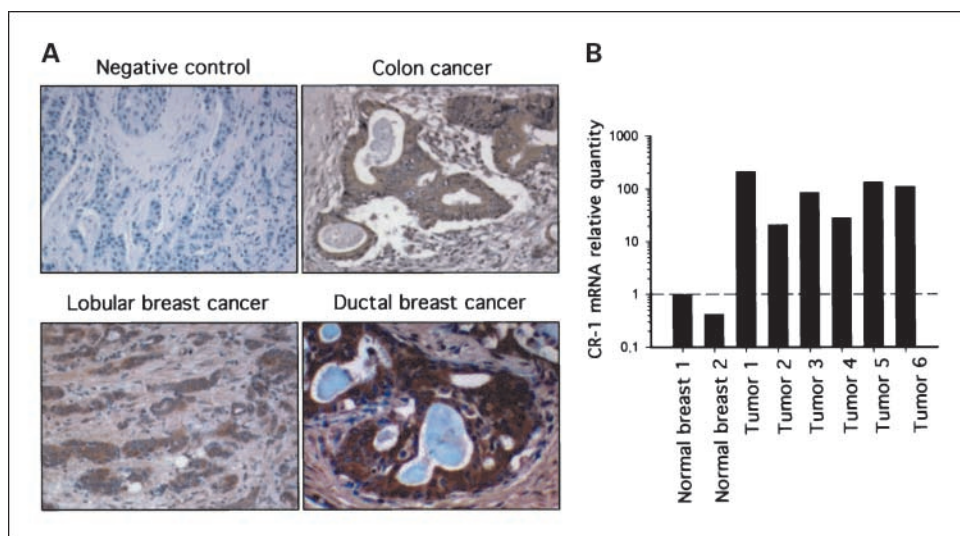 A
Negative control
Colon cancer
Lobular breast cancer
Ductal breast cancer
B
CR-1 mRNA relative quantity
1000
100
10
1
0,1
Normal breast 1
Normal breast 2
Tumor 1
Tumor 2
Tumor 3
Tumor 4
Tumor 5
Tumor 6